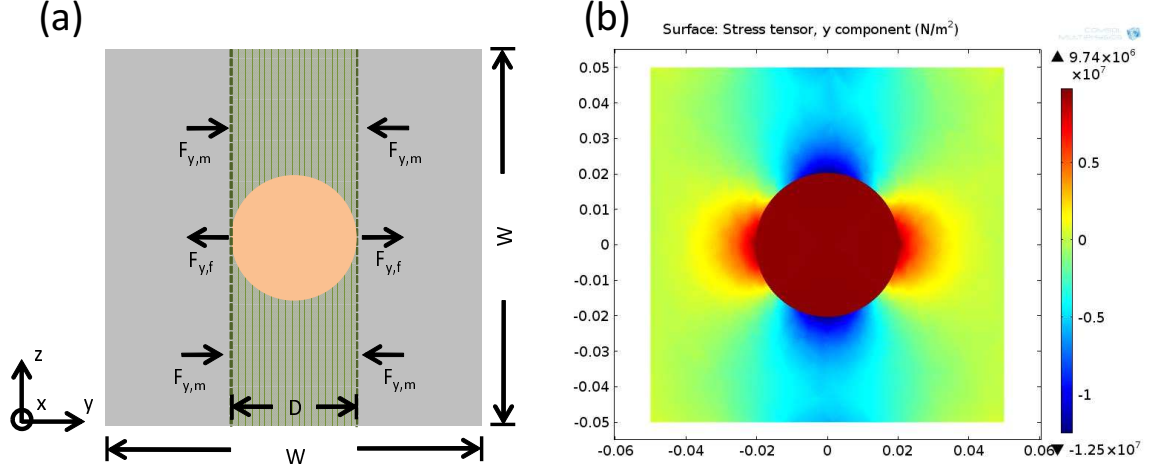 (a)
F_y,m
F_y,m
F_y,f
F_y,f
W
F_y,m
F_y,m
z
x
y
D
W
(b)
Surface: Stress tensor, y component (N/m²)
COMSOL
MULTIPHYSICS
▲ 9.74×10⁶
×10⁷
0.05
0.04
0.03
0.02
0.01
0
-0.01
-0.02
-0.03
-0.04
-0.05
0.5
0
-0.5
-1
-0.06 -0.04 -0.02 0 0.02 0.04 0.06
▼ -1.25×10⁷